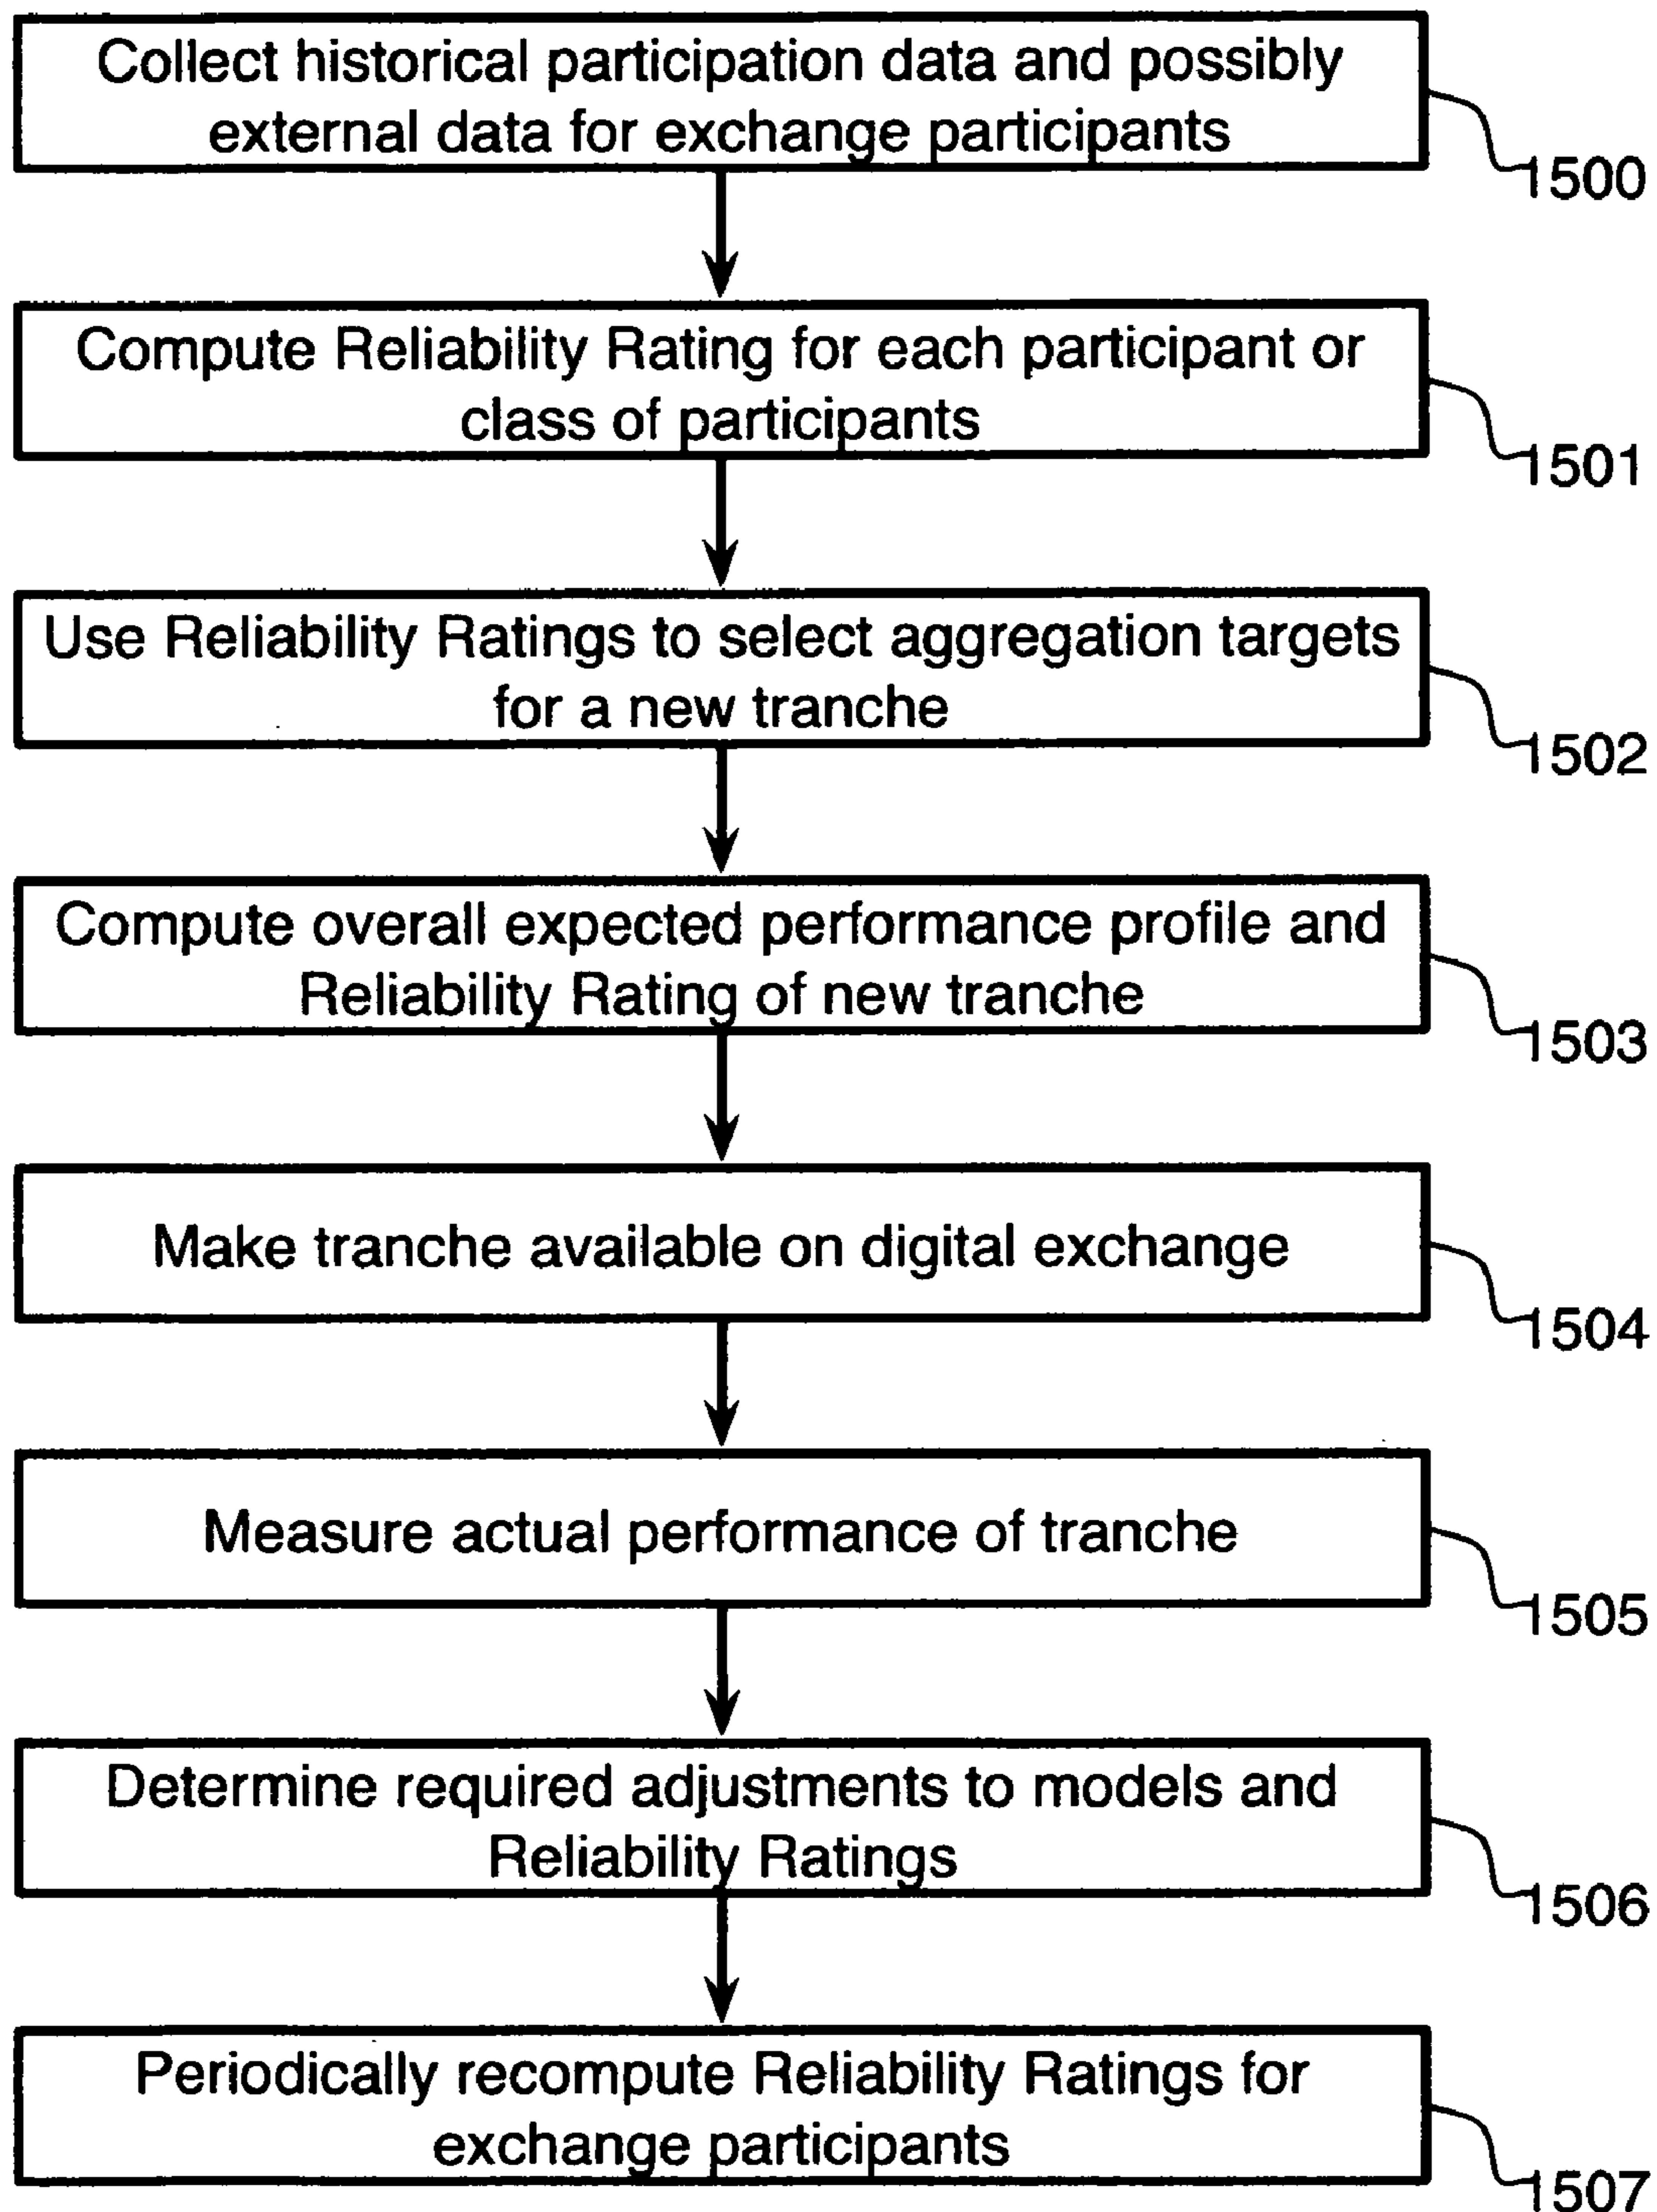 Collect historical participation data and possibly
external data for exchange participants
1500
Compute Reliability Rating for each participant or
class of participants
1501
Use Reliability Ratings to select aggregation targets
for a new tranche
1502
Compute overall expected performance profile and
Reliability Rating of new tranche
1503
Make tranche available on digital exchange
1504
Measure actual performance of tranche
1505
Determine required adjustments to models and
Reliability Ratings
1506
Periodically recompute Reliability Ratings for
exchange participants
1507